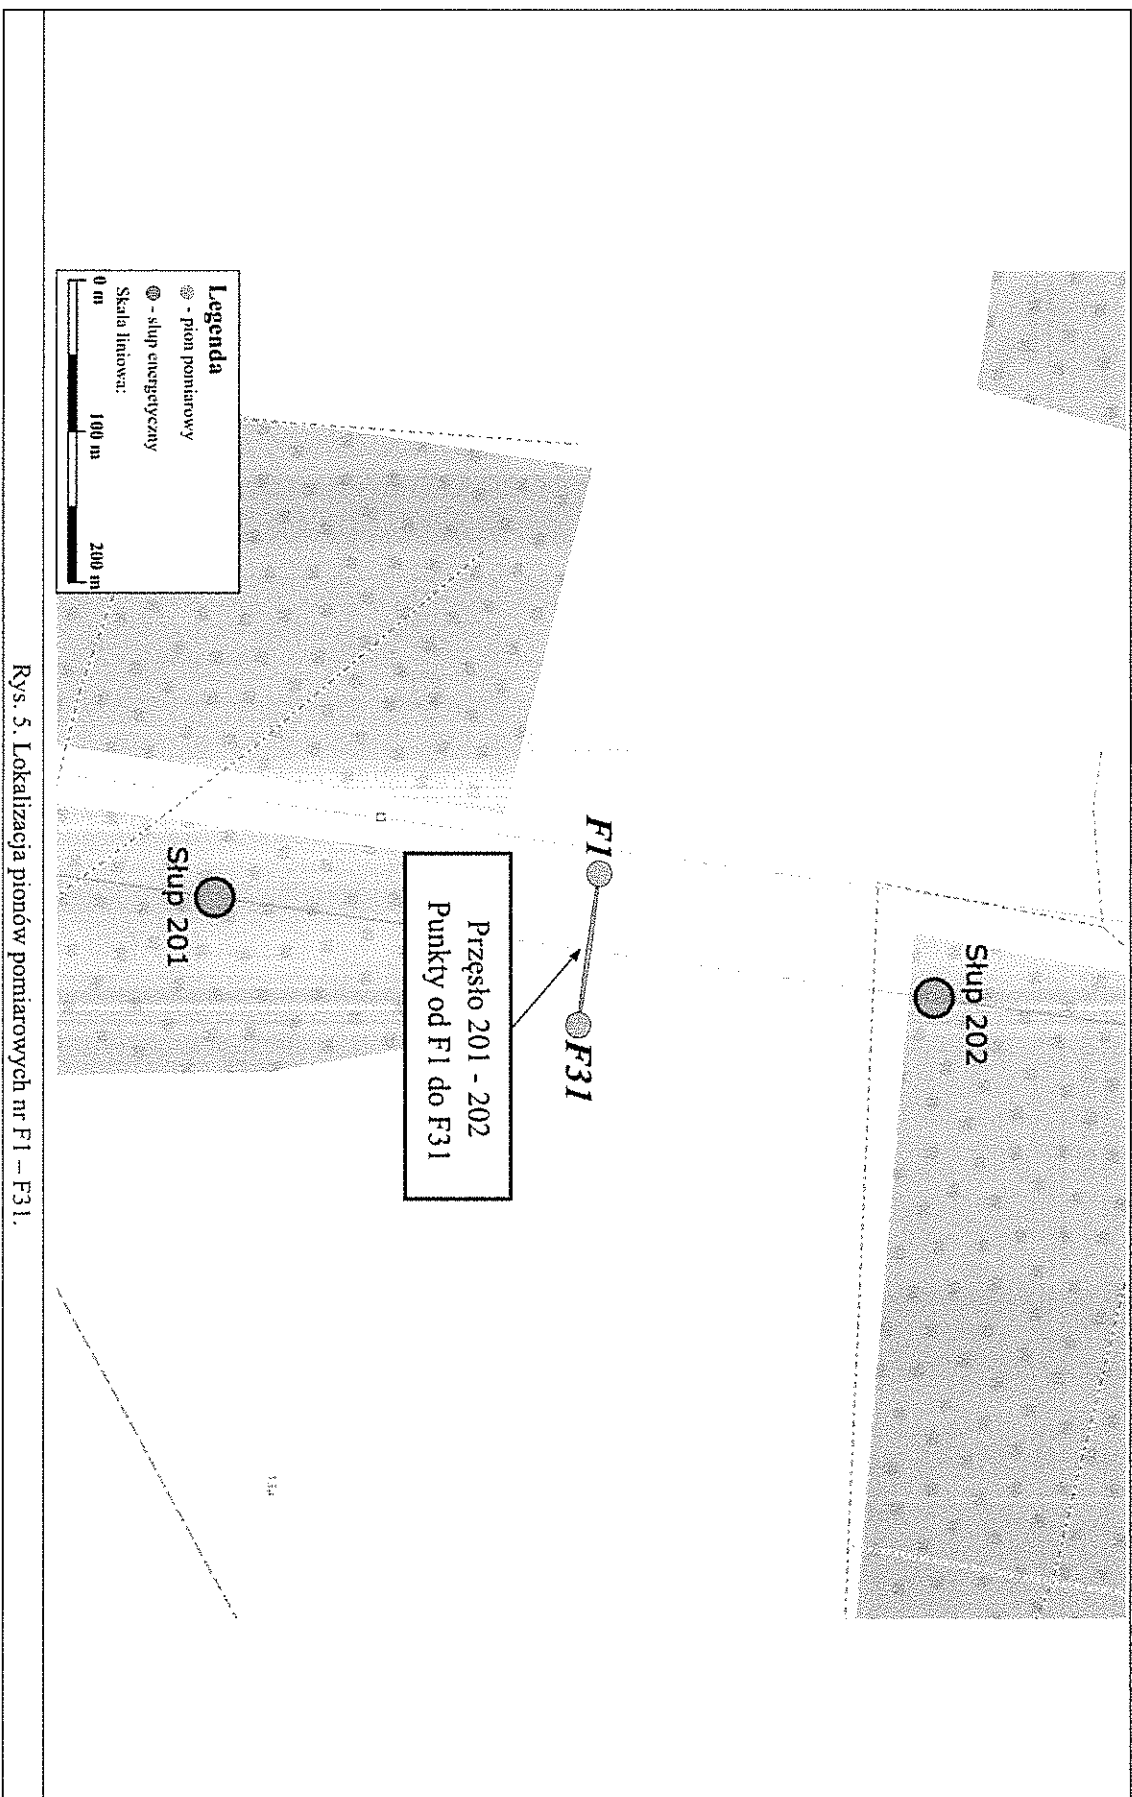 Słup 202
F1
F31
Przęsło 201 - 202
Punkty od F1 do F31
Słup 201
Legenda
- pion pomiarowy
- słup energetyczny
Skala liniowa:
0 m 100 m 200 m
Rys. 5. Lokalizacja pionów pomiarowych nr F1 – F31.